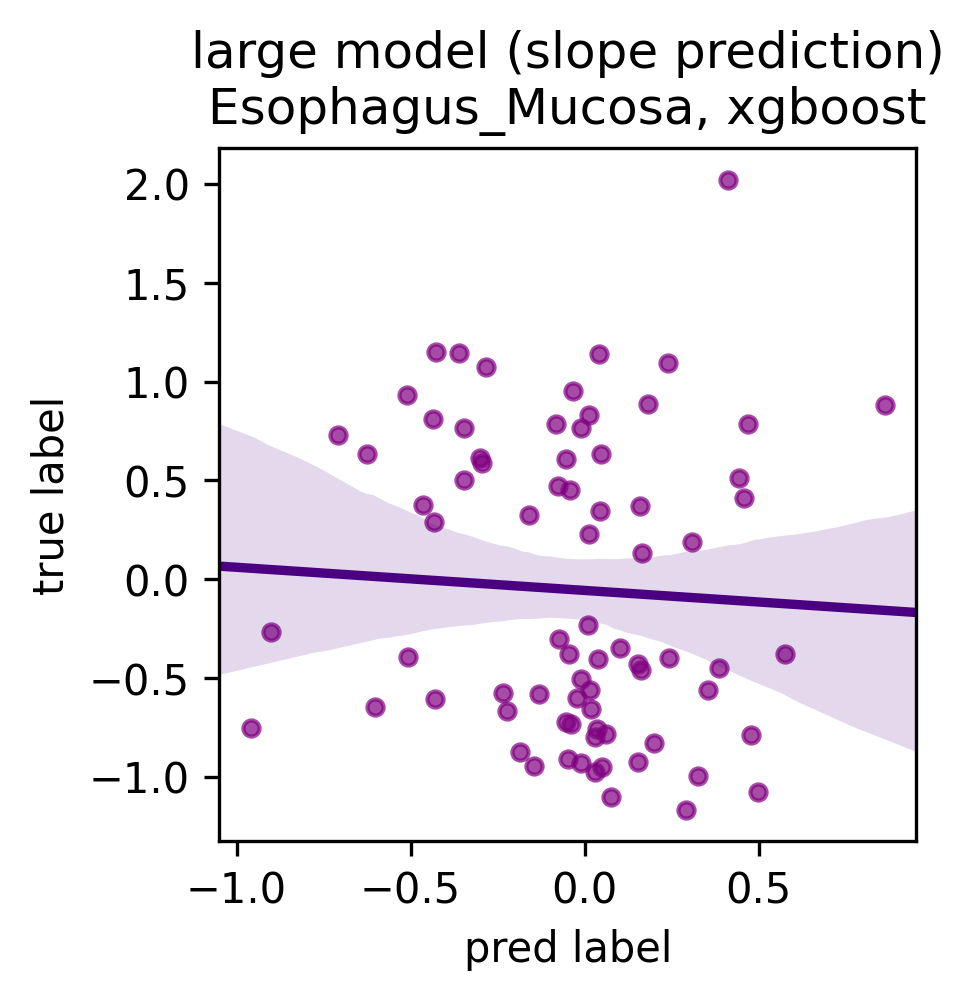 large model (slope prediction)
Esophagus_Mucosa, xgboost
2.0
1.5
1.0
0.5
0.0
−0.5
−1.0
true label
−1.0
−0.5
0.0
0.5
pred label